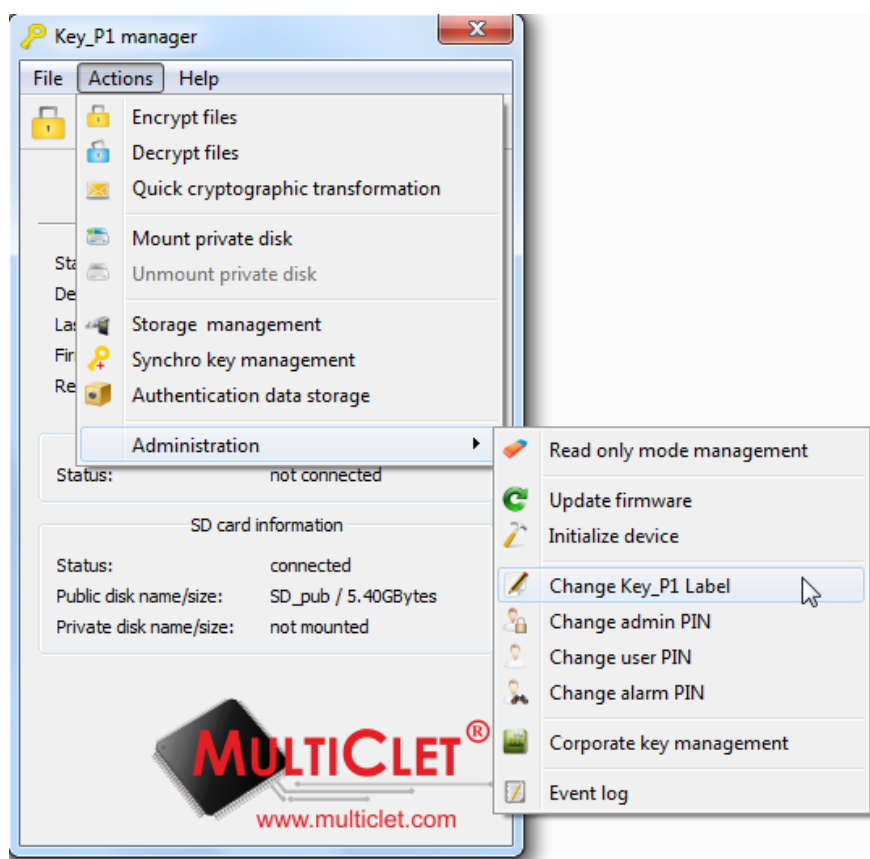 Key_P1 manager
File Actions Help
Encrypt files
Decrypt files
Quick cryptographic transformation
Mount private disk
Unmount private disk
Storage management
Synchro key management
Authentication data storage
Administration
Read only mode management
Update firmware
Initialize device
Change Key_P1 Label
Change admin PIN
Change user PIN
Change alarm PIN
Corporate key management
Event log
Status: not connected
SD card information
Status: connected
Public disk name/size: SD_pub / 5.40GBytes
Private disk name/size: not mounted
MULTICLET®
www.multiclet.com